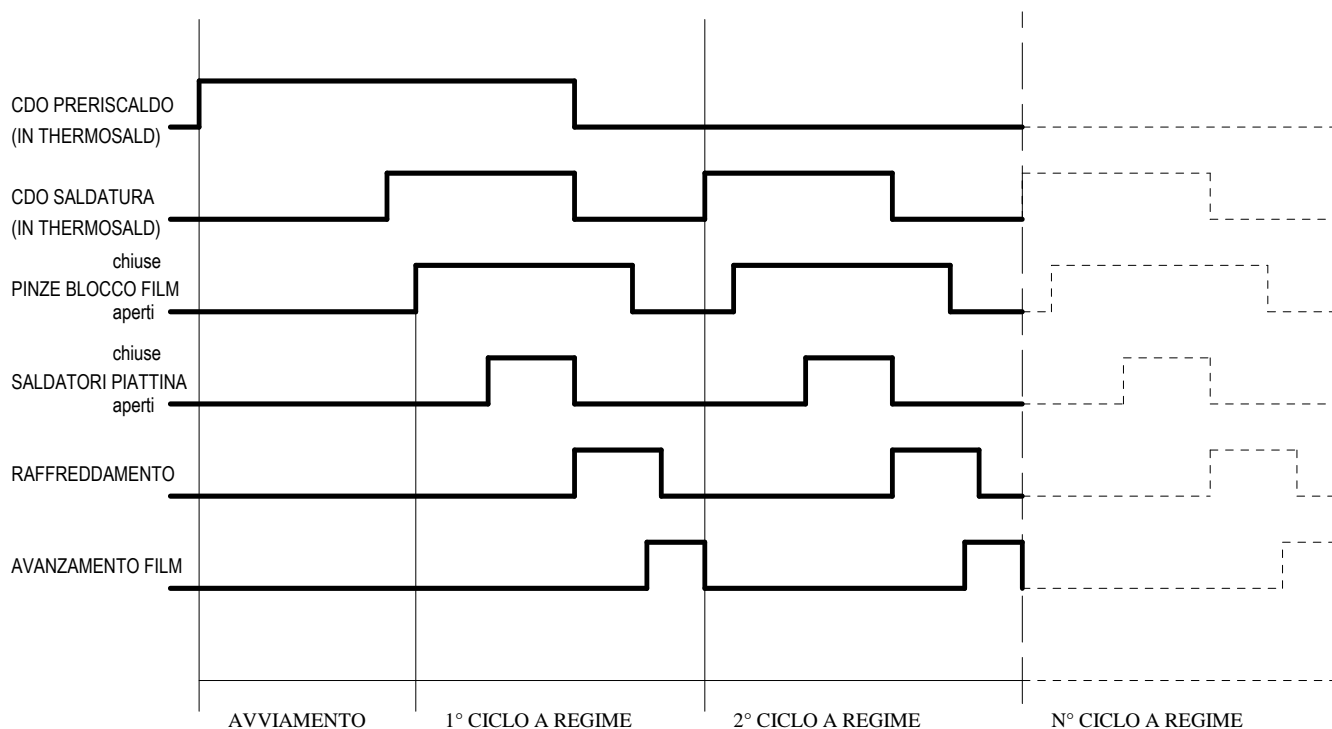 CDO PRERISCALDO
(IN THERMOSALD)
CDO SALDATURA
(IN THERMOSALD)
chiuse
PINZE BLOCCO FILM
aperti
chiuse
SALDATORI PIATTINA
aperti
RAFFREDDAMENTO
AVANZAMENTO FILM
AVVIAMENTO 1° CICLO A REGIME 2° CICLO A REGIME N° CICLO A REGIME